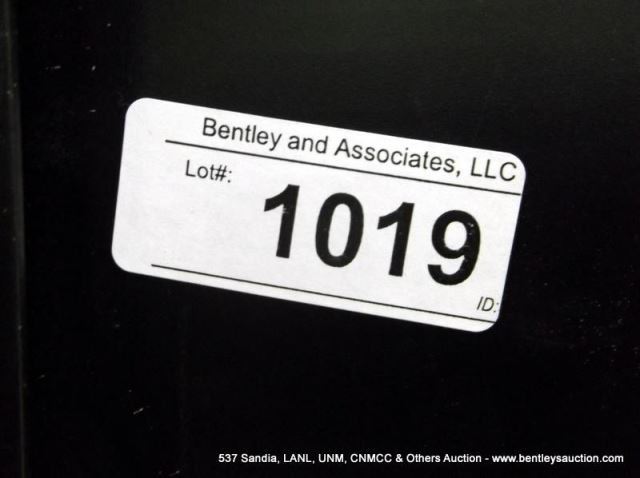 Bentley and Associates, LLC
Lot#:
1019
ID:
537 Sandia, LANL, UNM, CNMCC & Others Auction - www.bentleysauction.com